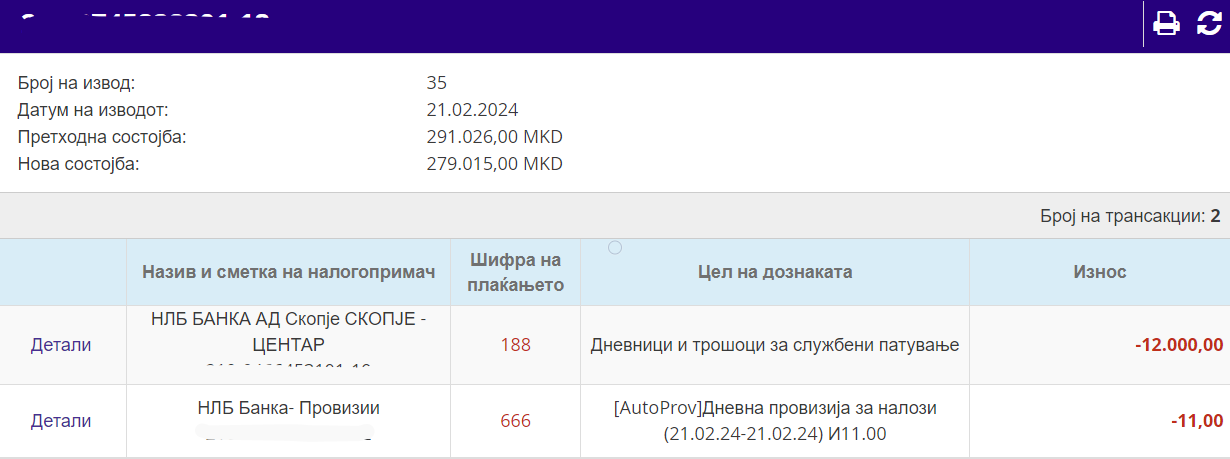 Број на извод: 35
Датум на изводот: 21.02.2024
Претходна состојба: 291.026,00 MKD
Нова состојба: 279.015,00 MKD
Број на трансакции: 2
Назив и сметка на налогопримач Шифра на плаќањето Цел на дознаката Износ
Детали
НЛБ БАНКА АД Скопје СКОПЈЕ -
ЦЕНТАР
188
Дневници и трошоци за службени патување
-12.000,00
Детали
НЛБ Банка- Провизии
666
[AutoProv]Дневна провизија за налози
(21.02.24-21.02.24) И11.00
-11,00